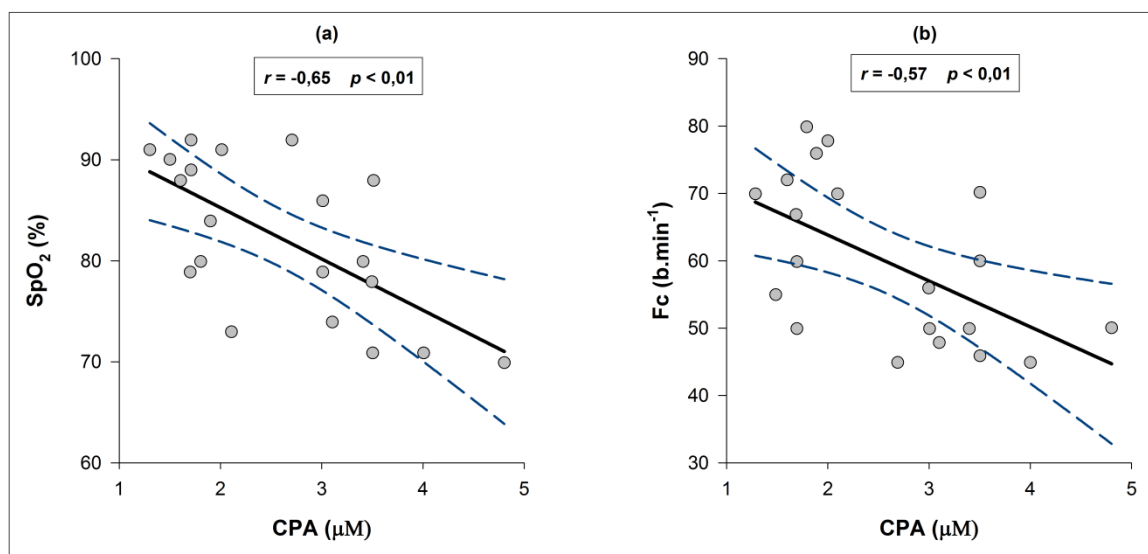 (a)
r = -0,65 p < 0,01
100
90
80
70
60
SpO₂ (%)
1 2 3 4 5
CPA (μM)
(b)
r = -0,57 p < 0,01
90
80
70
60
50
40
30
Fc (b.min⁻¹)
1 2 3 4 5
CPA (μM)